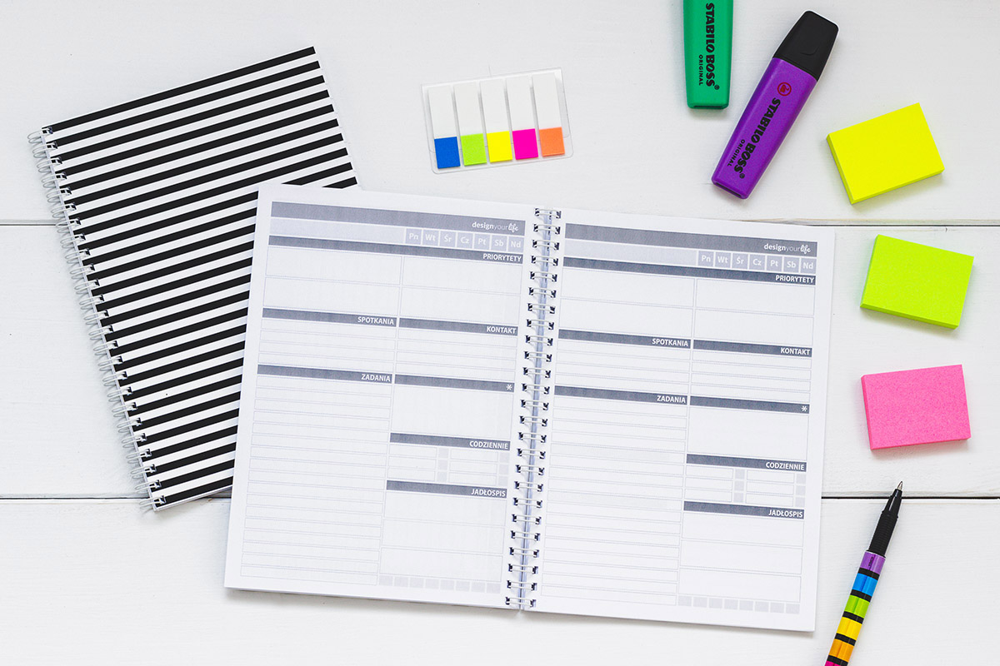 STABILO BOSS®
ORIGINAL
STABILO BOSS®
ORIGINAL
designyourlife
Pn Wt Śr Cz Pt Sb Nd
PRIORYTETY
SPOTKANIA
KONTAKT
ZADANIA
*
CODZIENNIE
JADŁOSPIS
designyourlife
Pn Wt Śr Cz Pt Sb Nd
PRIORYTETY
SPOTKANIA
KONTAKT
ZADANIA
*
CODZIENNIE
JADŁOSPIS